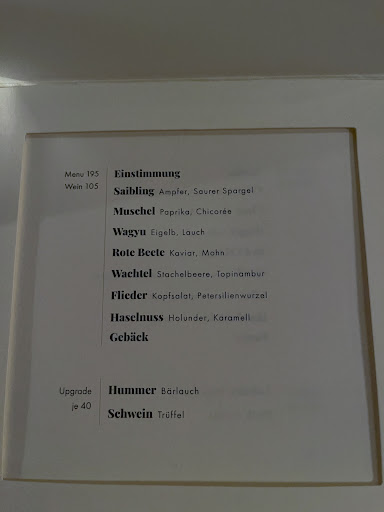 Menu 195 Einstimmung
Wein 105 Saibling Ampfer, Saurer Spargel
Muschel Paprika, Chicorée
Wagyu Eigelb, Lauch
Rote Beete Kaviar, Mohn
Wachtel Stachelbeere, Topinambur
Flieder Kopfsalat, Petersilienwurzel
Haselnuss Holunder, Karamell
Gebäck
Upgrade Hummer Bärlauch
je 40 Schwein Trüffel